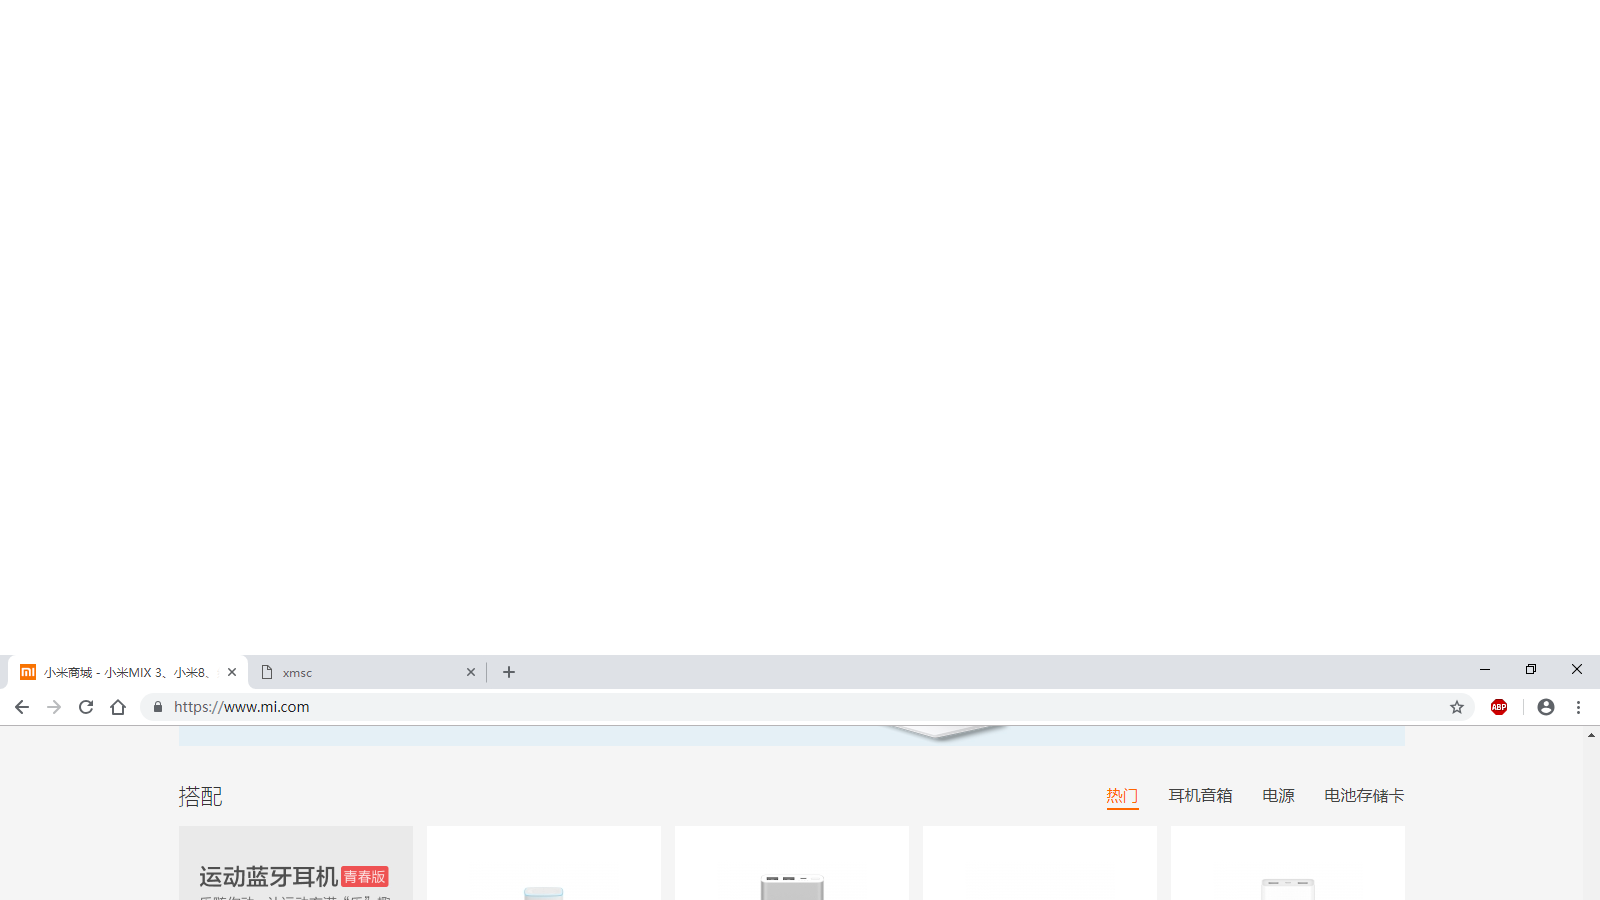 小米商城 - 小米MIX 3、小米8、
xmsc
https://www.mi.com
ABP
搭配
热门 耳机音箱 电源 电池存储卡
运动蓝牙耳机 青春版